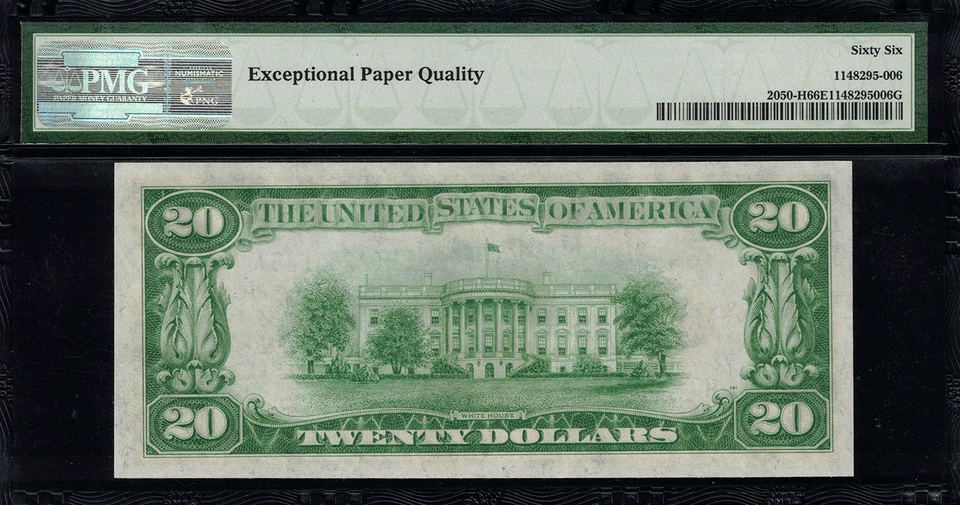 PMG
PAPER MONEY GUARANTY
NUMISMATIC
PNG
Exceptional Paper Quality
Sixty Six
1148295-006
2050-H66E1148295006G
20
THE UNITED STATES OF AMERICA
20
WHITE HOUSE
20
TWENTY DOLLARS
20